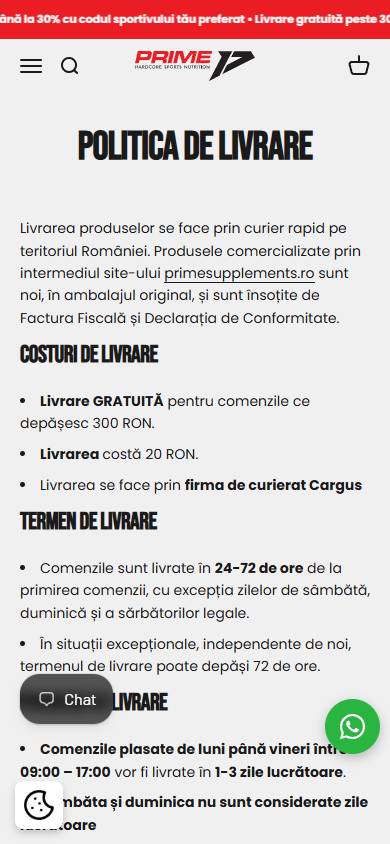 ână la 30% cu codul sportivului tău preferat • Livrare gratuită peste 30
PRIME
HARDCORE SPORTS NUTRITION
POLITICA DE LIVRARE
Livrarea produselor se face prin curier rapid pe
teritoriul României. Produsele comercializate prin
intermediul site-ului primesupplements.ro sunt
noi, în ambalajul original, și sunt însoțite de
Factura Fiscală și Declarația de Conformitate.
COSTURI DE LIVRARE
• Livrare GRATUITĂ pentru comenzile ce
depășesc 300 RON.
• Livrarea costă 20 RON.
• Livrarea se face prin firma de curierat Cargus
TERMEN DE LIVRARE
• Comenzile sunt livrate în 24-72 de ore de la
primirea comenzii, cu excepția zilelor de sâmbătă,
duminică și a sărbătorilor legale.
• În situații excepționale, independente de noi,
termenul de livrare poate depăși 72 de ore.
Chat
LIVRARE
• Comenzile plasate de luni până vineri într
09:00 – 17:00 vor fi livrate în 1-3 zile lucrătoare.
mbăta și duminica nu sunt considerate zile